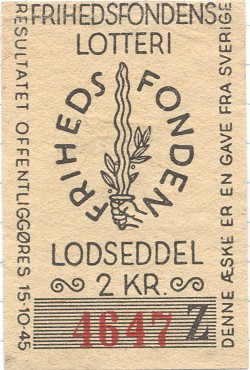 FRIHEDSFONDENS
LOTTERI
FRIHEDS
FONDEN
LODSEDDEL
2 KR.
4647 Z
RESULTATET OFFENTLIGGØRES 15-10-45
DENNE ÆSKE ER EN GAVE FRA SVERIGE